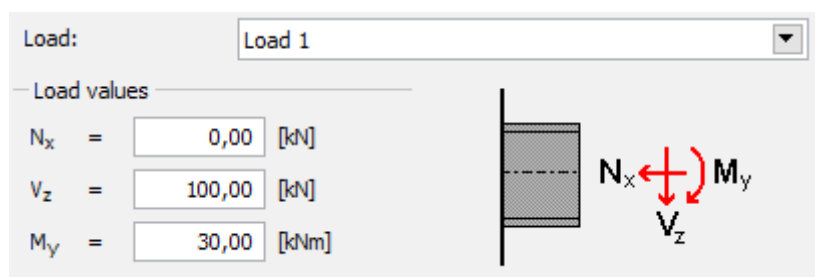 Load: Load 1
Load values
Nx = 0,00 [kN]
Vz = 100,00 [kN]
My = 30,00 [kNm]
Nx My
Vz